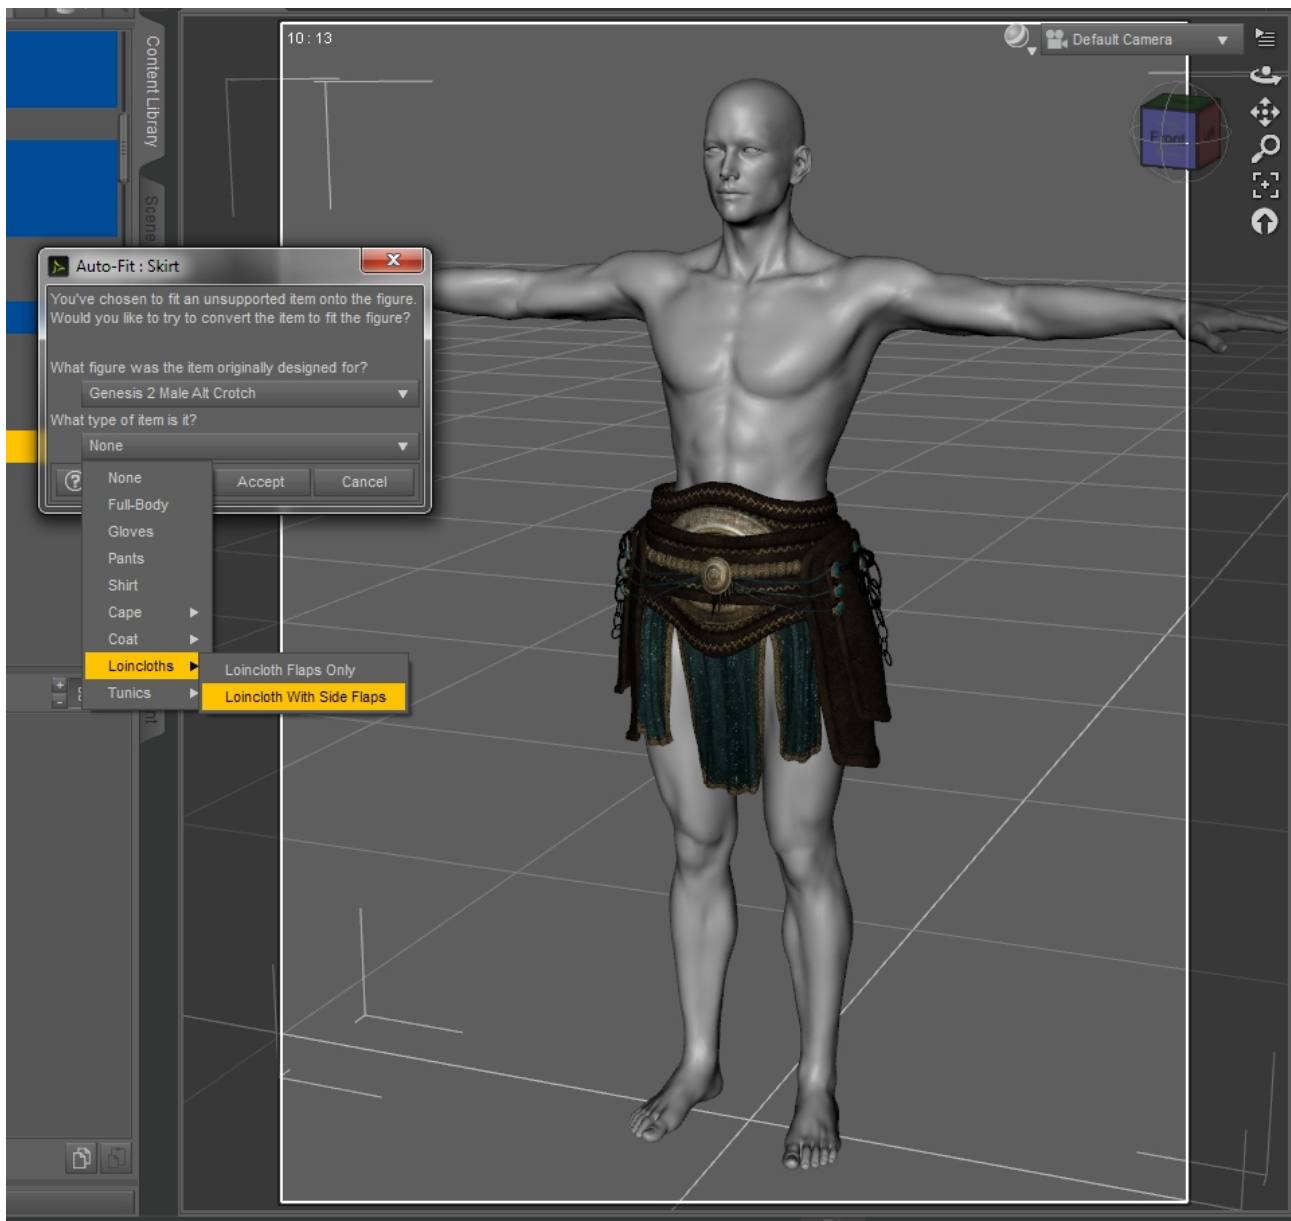 Content Library
Scene
10 : 13
Default Camera
Front
Auto-Fit : Skirt
X
You've chosen to fit an unsupported item onto the figure.
Would you like to try to convert the item to fit the figure?
What figure was the item originally designed for?
Genesis 2 Male Alt Crotch
What type of item is it?
None
?
Accept
Cancel
None
Full-Body
Gloves
Pants
Shirt
Cape
Coat
Loincloths
Tunics
Loincloth Flaps Only
Loincloth With Side Flaps